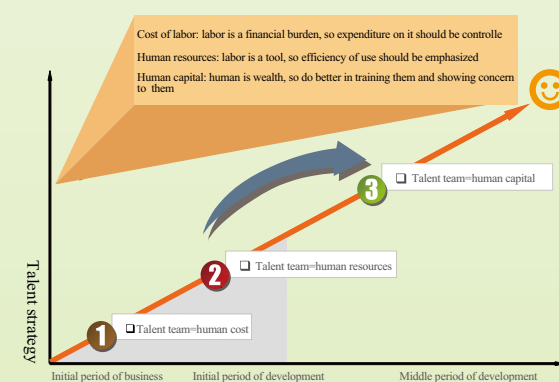 Cost of labor: labor is a financial burden, so expenditure on it should be controlle
Human resources: labor is a tool, so efficiency of use should be emphasized
Human capital: human is wealth, so do better in training them and showing concern
to them
3
❑ Talent team=human capital
2
❑ Talent team=human resources
1
❑Talent team=human cost
Talent strategy
Initial period of business
Initial period of development
Middle period of development